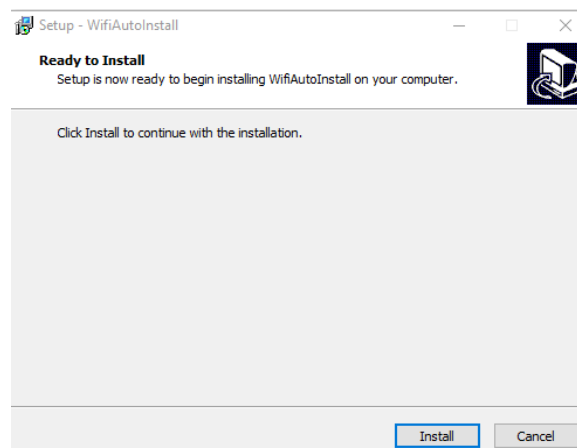 Setup - WifiAutoInstall
Ready to Install
Setup is now ready to begin installing WifiAutoInstall on your computer.
Click Install to continue with the installation.
Install
Cancel